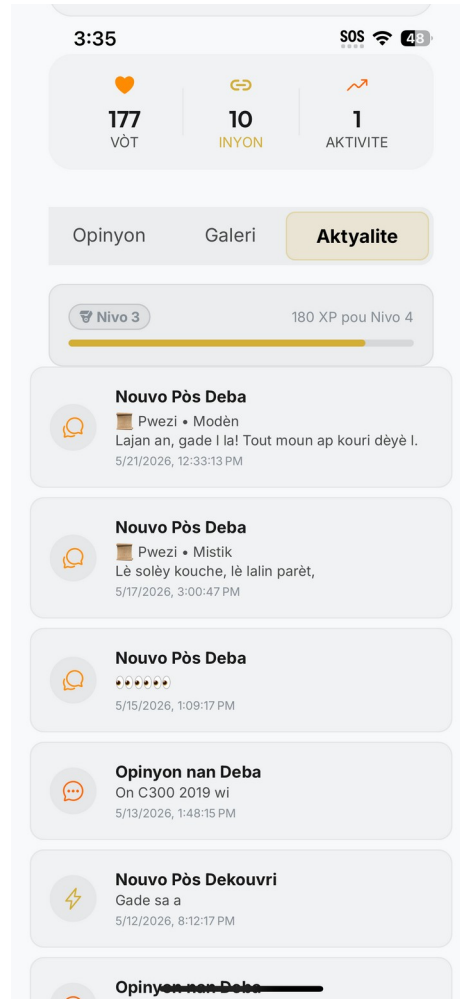 3:35
SOS
48
177
10
1
VÒT
INYON
AKTIVITE
Opinyon
Galeri
Aktyalite
Nivo 3
180 XP pou Nivo 4
Nouvo Pòs Deba
Pwezi • Modèn
Lajan an, gade l la! Tout moun ap kouri dèyè l.
5/21/2026, 12:33:13 PM
Nouvo Pòs Deba
Pwezi • Mistik
Lè solèy kouche, lè lalin parèt,
5/17/2026, 3:00:47 PM
Nouvo Pòs Deba
👀👀👀
5/15/2026, 1:09:17 PM
Opinyon nan Deba
On C300 2019 wi
5/13/2026, 1:48:15 PM
Nouvo Pòs Dekouvri
Gade sa a
5/12/2026, 8:12:17 PM
Opinyon nan Deba